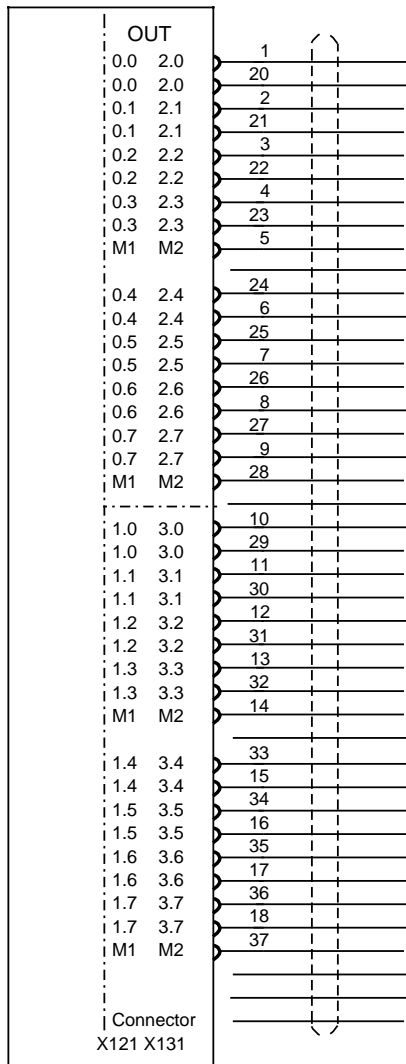 OUT
0.0 2.0 1
0.0 2.0 20
0.1 2.1 2
0.1 2.1 21
0.2 2.2 3
0.2 2.2 22
0.3 2.3 4
0.3 2.3 23
M1 M2 5
0.4 2.4 24
0.4 2.4 6
0.5 2.5 25
0.5 2.5 7
0.6 2.6 26
0.6 2.6 8
0.7 2.7 27
0.7 2.7 9
M1 M2 28
1.0 3.0 10
1.0 3.0 29
1.1 3.1 11
1.1 3.1 30
1.2 3.2 12
1.2 3.2 31
1.3 3.3 13
1.3 3.3 32
M1 M2 14
1.4 3.4 33
1.4 3.4 15
1.5 3.5 34
1.5 3.5 16
1.6 3.6 35
1.6 3.6 17
1.7 3.7 36
1.7 3.7 18
M1 M2 37
Connector
X121 X131